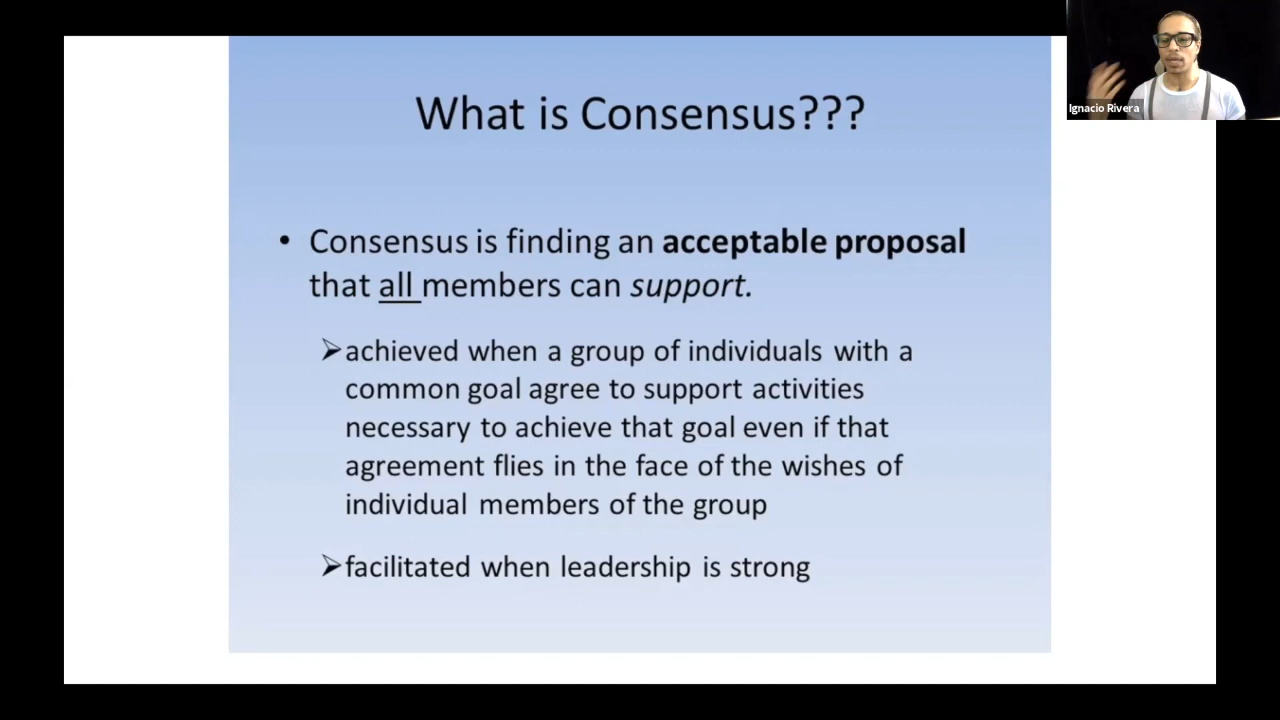 What is Consensus???
Ignacio Rivera
• Consensus is finding an acceptable proposal
that all members can support.
➢achieved when a group of individuals with a
common goal agree to support activities
necessary to achieve that goal even if that
agreement flies in the face of the wishes of
individual members of the group
➢facilitated when leadership is strong